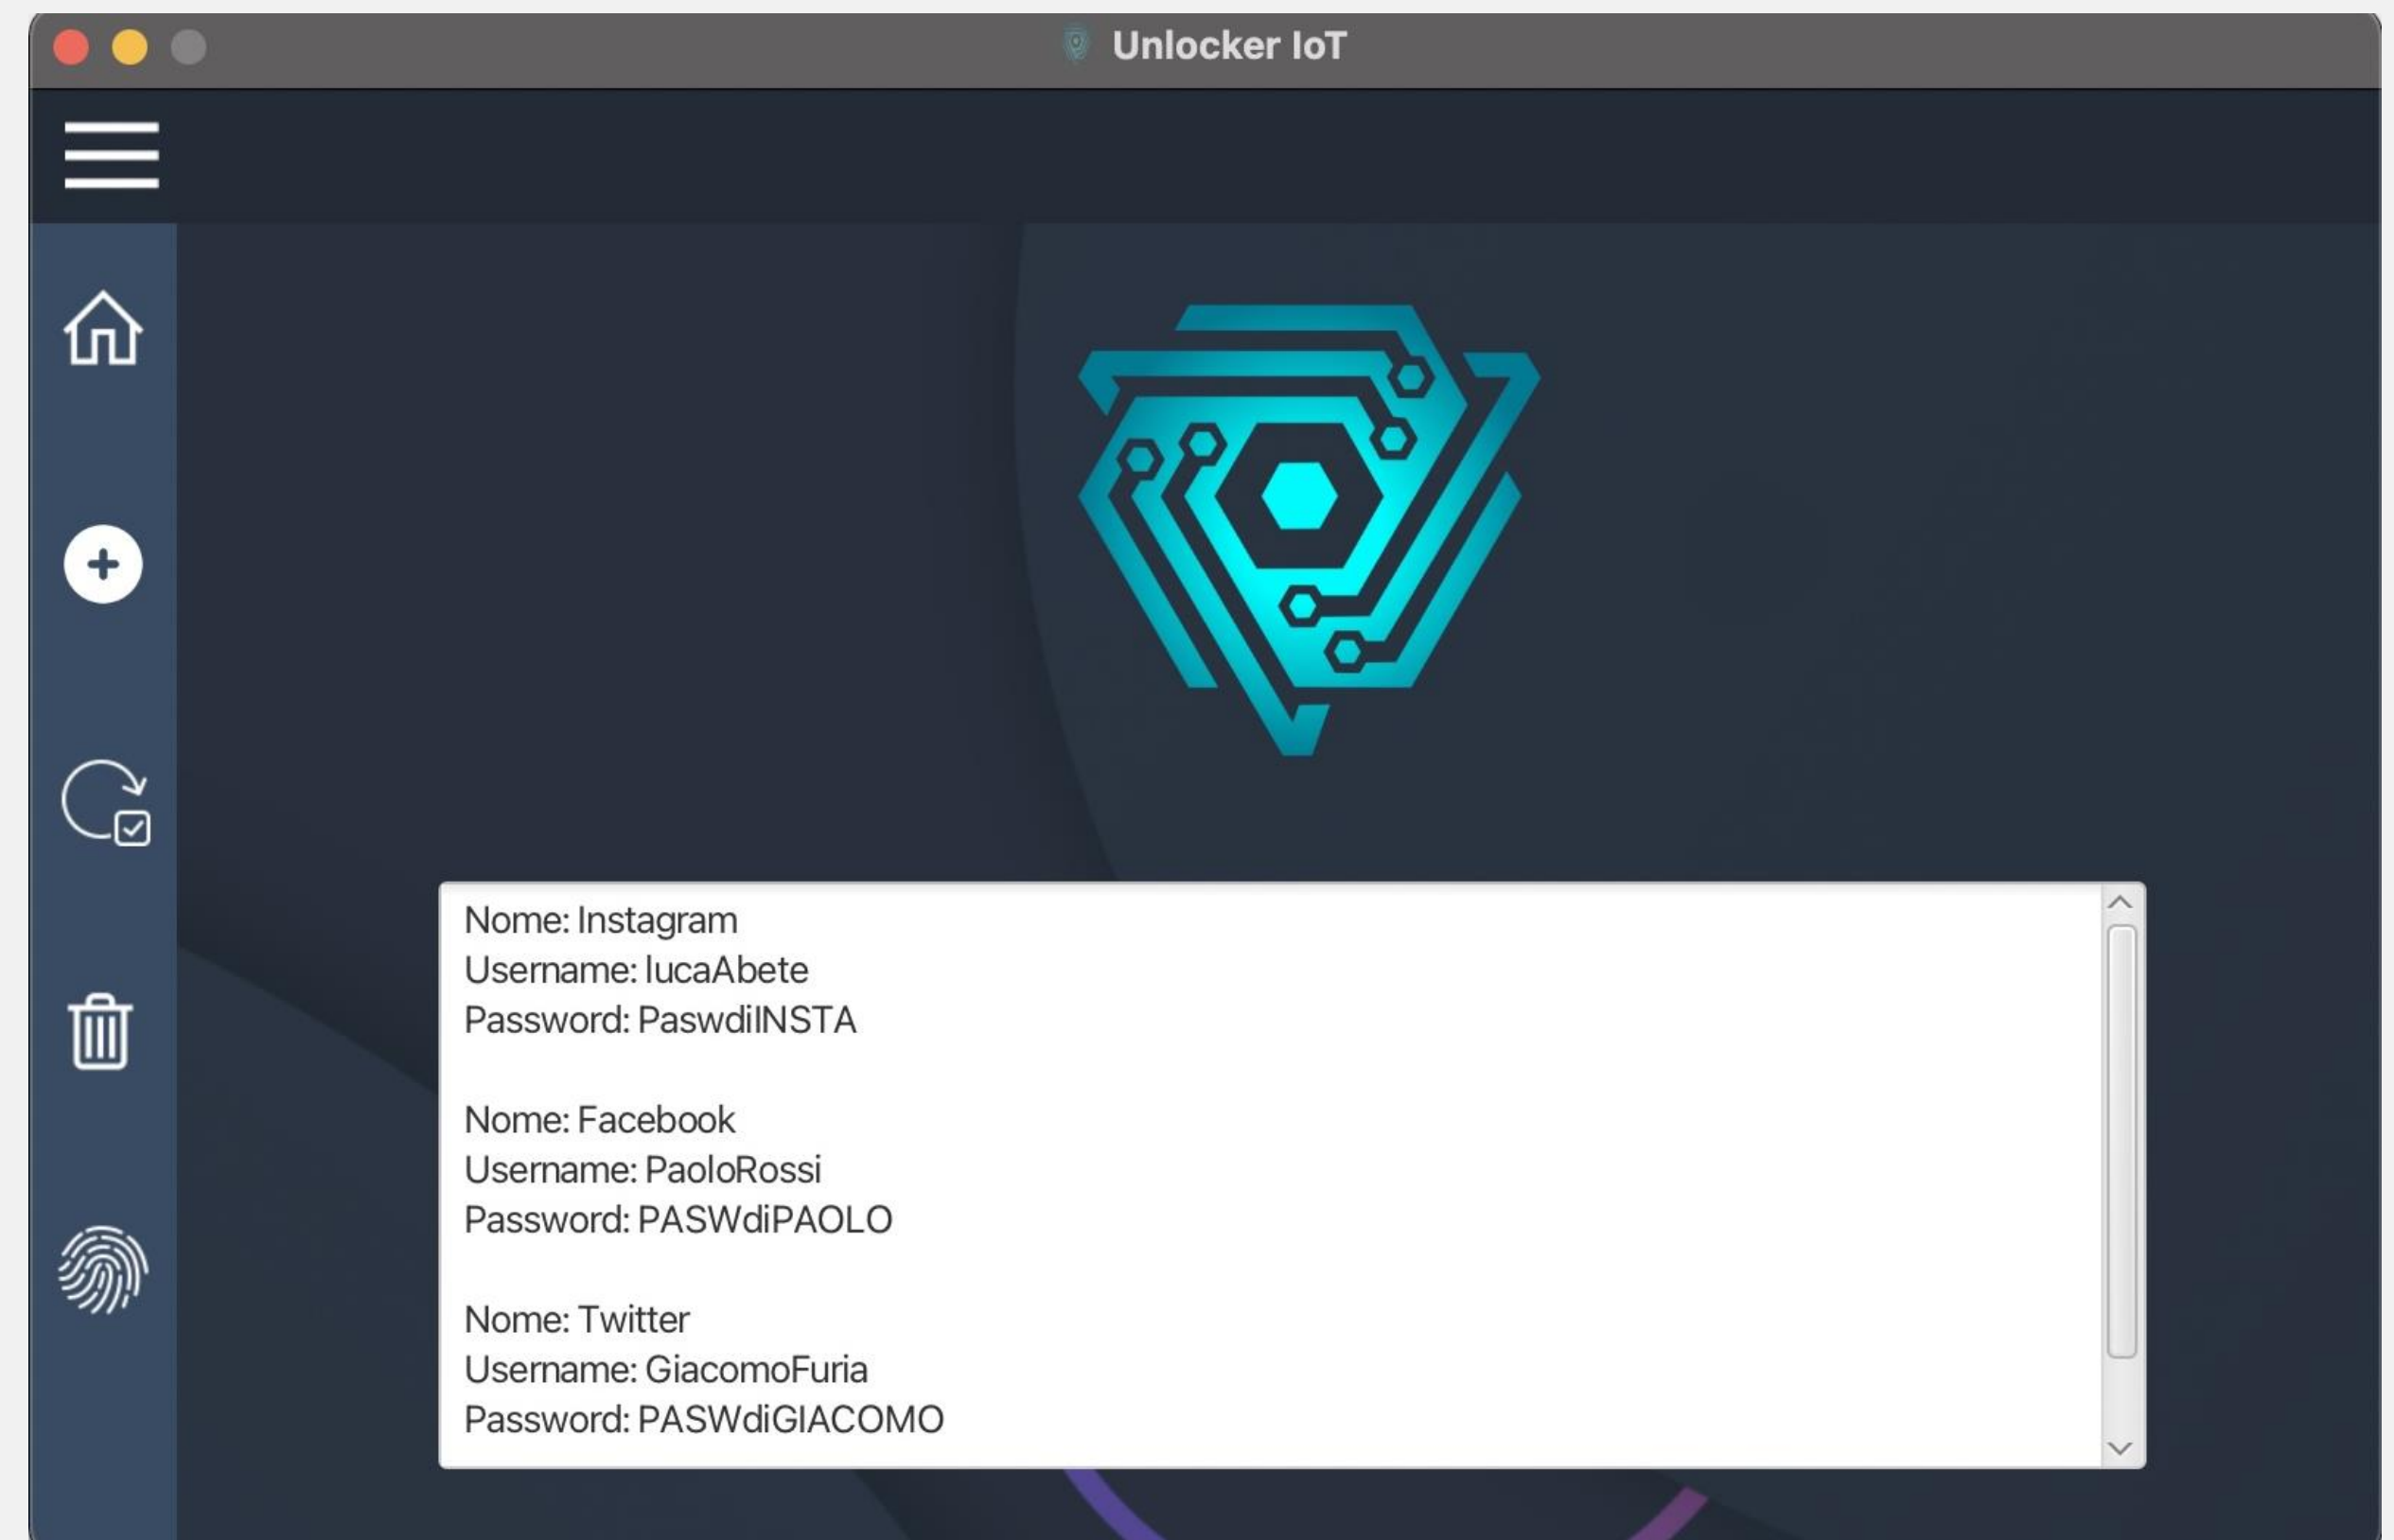 Unlocker IoT
Nome: Instagram
Username: lucaAbete
Password: PaswdiINSTA
Nome: Facebook
Username: PaoloRossi
Password: PASWdiPAOLO
Nome: Twitter
Username: GiacomoFuria
Password: PASWdiGIACOMO